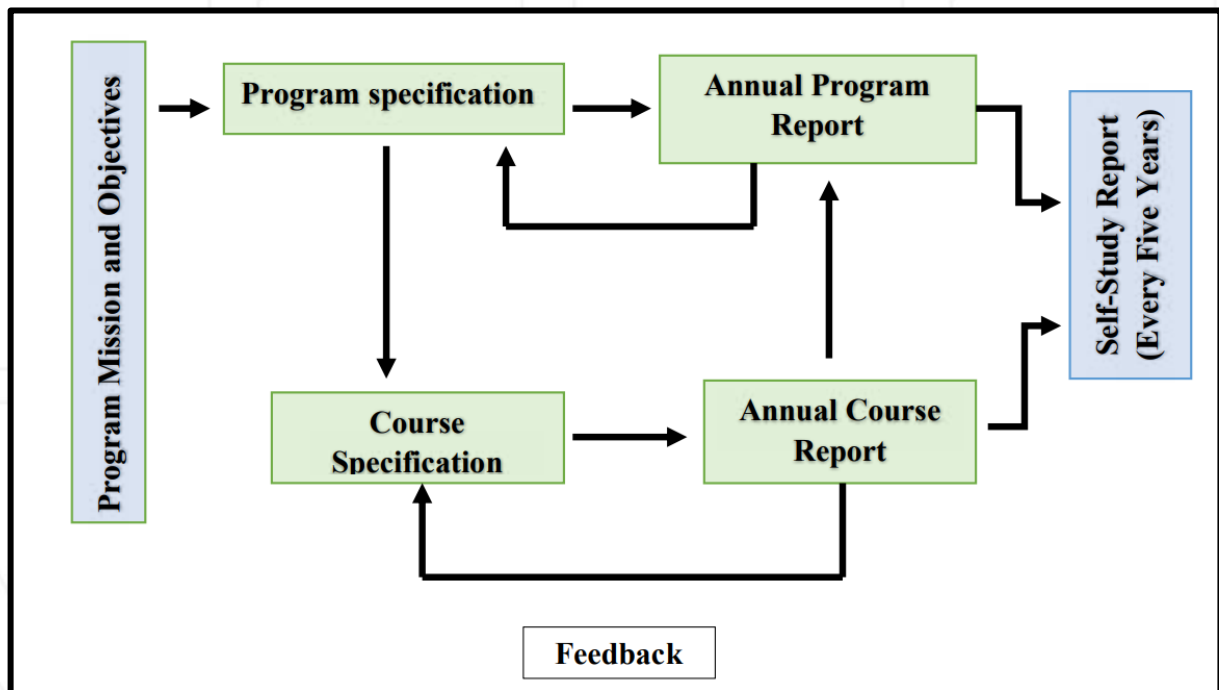 Program Mission and Objectives
Program specification
Annual Program
Report
Self-Study Report
(Every Five Years)
Course
Specification
Annual Course
Report
Feedback